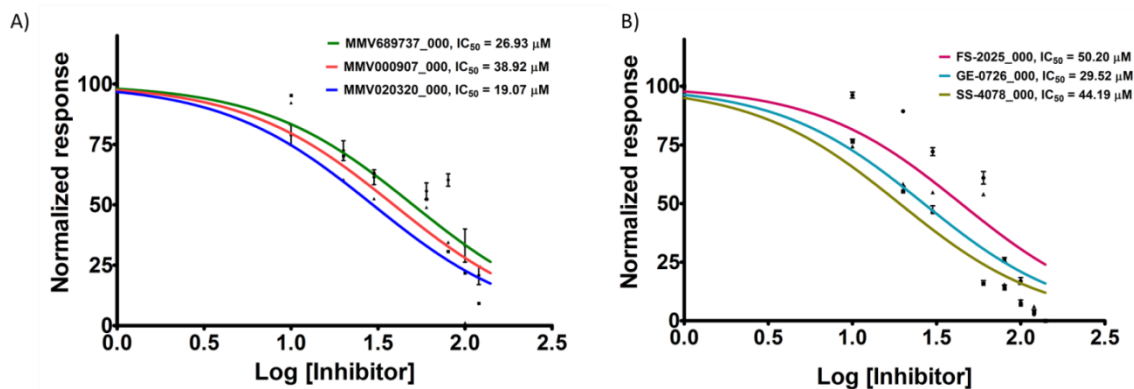 A)
MMV689737_000, IC50 = 26.93 μM
MMV000907_000, IC50 = 38.92 μM
MMV020320_000, IC50 = 19.07 μM
Normalized response
100
75
50
25
0
0.0 0.5 1.0 1.5 2.0 2.5
Log [Inhibitor]
B)
FS-2025_000, IC50 = 50.20 μM
GE-0726_000, IC50 = 29.52 μM
SS-4078_000, IC50 = 44.19 μM
Normalized response
100
75
50
25
0
0.0 0.5 1.0 1.5 2.0 2.5
Log [Inhibitor]